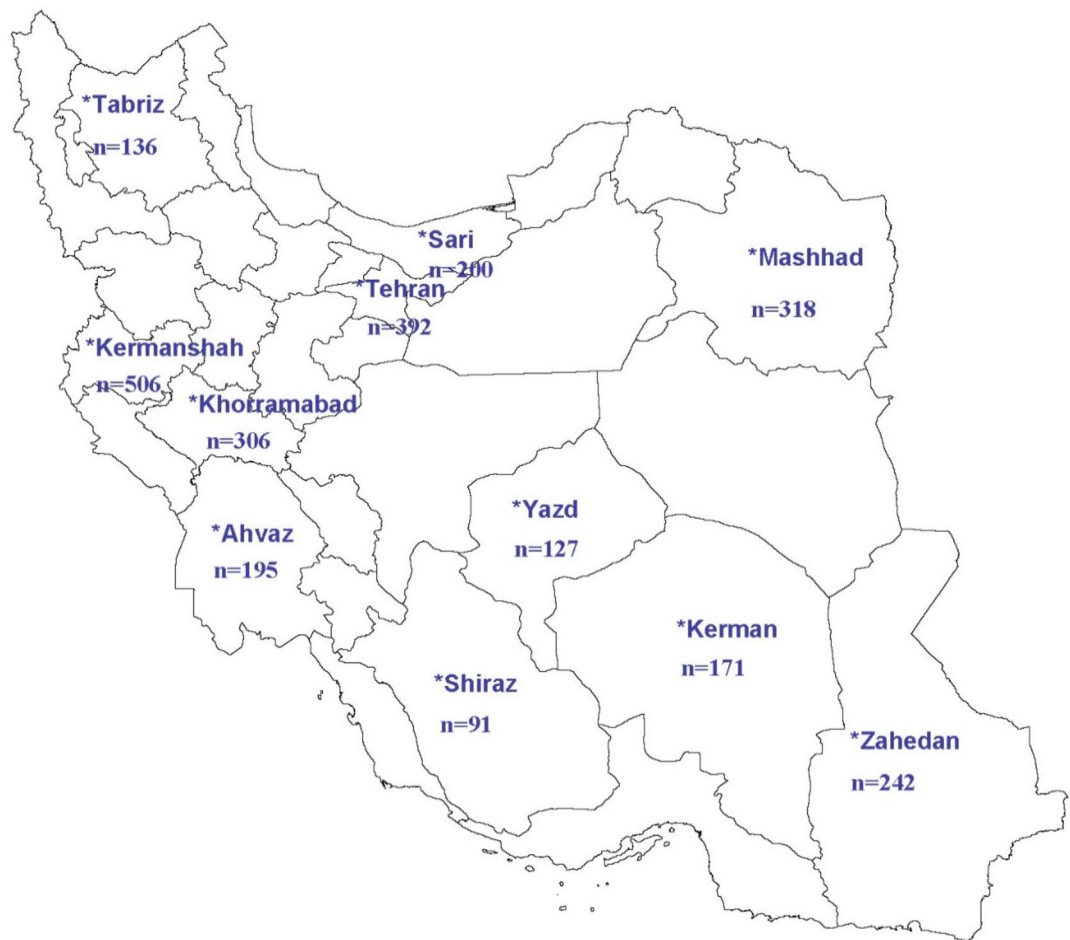 *Tabriz
n=136
*Sari
n=200
*Mashhad
n=318
*Tehran
n=392
*Kermanshah
n=506
*Khorramabad
n=306
*Yazd
n=127
*Ahvaz
n=195
*Kerman
n=171
*Shiraz
n=91
*Zahedan
n=242